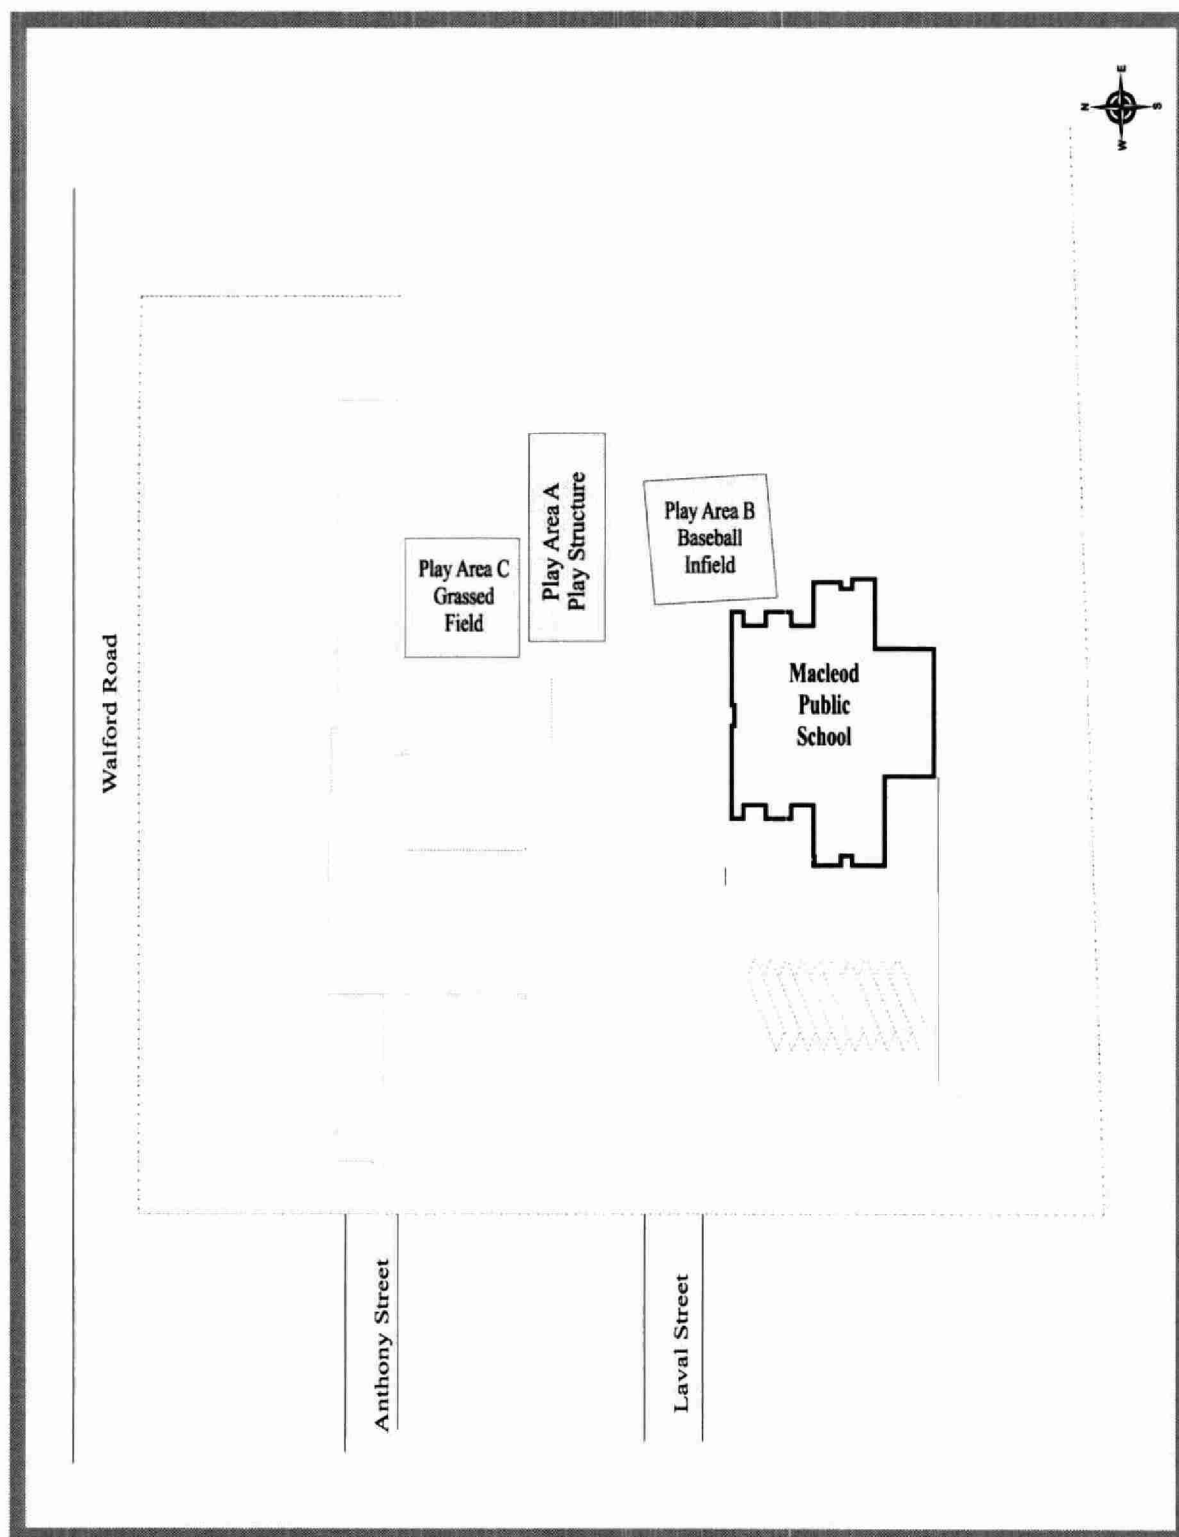 N
E
S
W
Play Area A
Play Structure
Play Area B
Baseball
Infield
Play Area C
Grassed
Field
Walford Road
Macleod
Public
School
Anthony Street
Laval Street